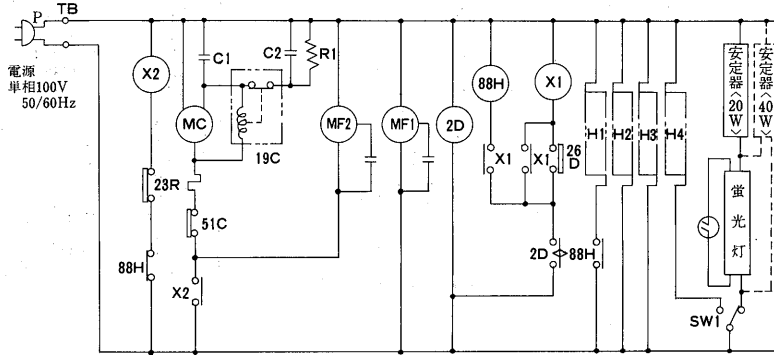 P
TB
電源
単相100V
50/60Hz
X2
23R
88H
MC
C1
C2
R1
19C
51C
X2
MF2
MF1
2D
88H
X1
X1
X1
26
D
2D
88H
H1
H2
H3
H4
安定器〈20W〉
安定器〈40W〉
蛍光灯
SW1